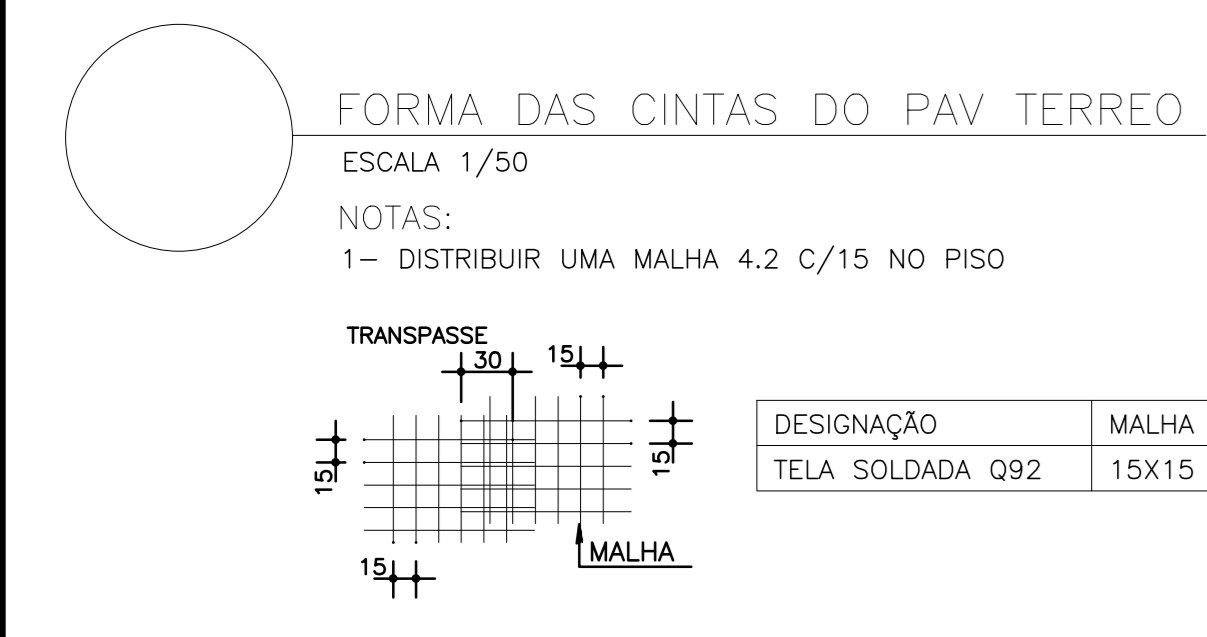 FORMA DAS CINTAS DO PAV TERREO
ESCALA 1/50
NOTAS:
1- DISTRIBUIR UMA MALHA 4.2 C/15 NO PISO
TRANSPASSE
30
15
15
15
15
MALHA
DESIGNAÇÃO MALHA
TELA SOLDADA Q92 15X15